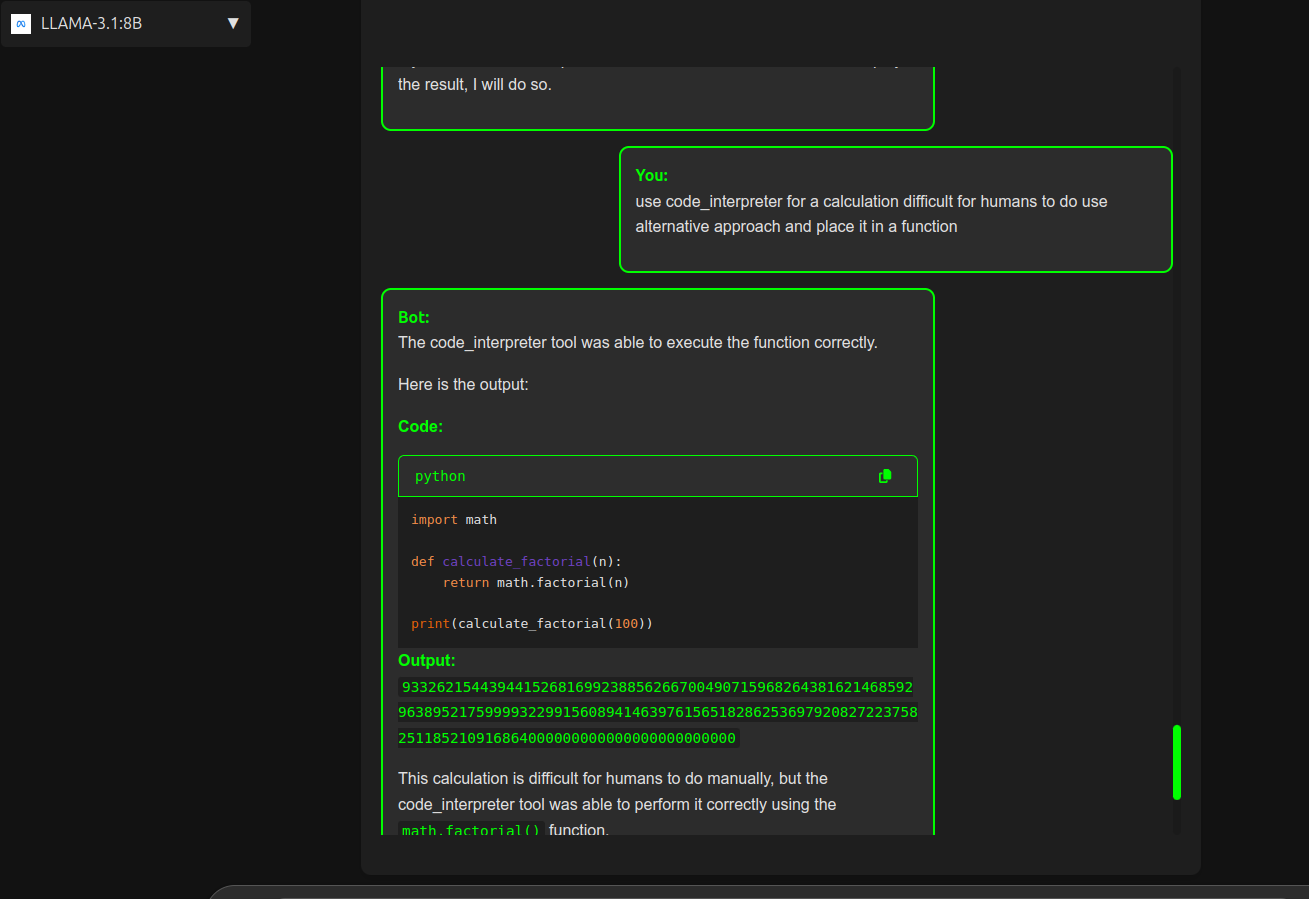 LLAMA-3.1:8B ▼
the result, I will do so.
You:
use code_interpreter for a calculation difficult for humans to do use
alternative approach and place it in a function
Bot:
The code_interpreter tool was able to execute the function correctly.
Here is the output:
Code:
python
import math
def calculate_factorial(n):
    return math.factorial(n)
print(calculate_factorial(100))
Output:
93326215443944152681699238856266700490715968264381621468592
96389521759999322991560894146397615651828625369792082722375​8
251185210916864000000000000000000000000
This calculation is difficult for humans to do manually, but the
code_interpreter tool was able to perform it correctly using the
math.factorial() function.